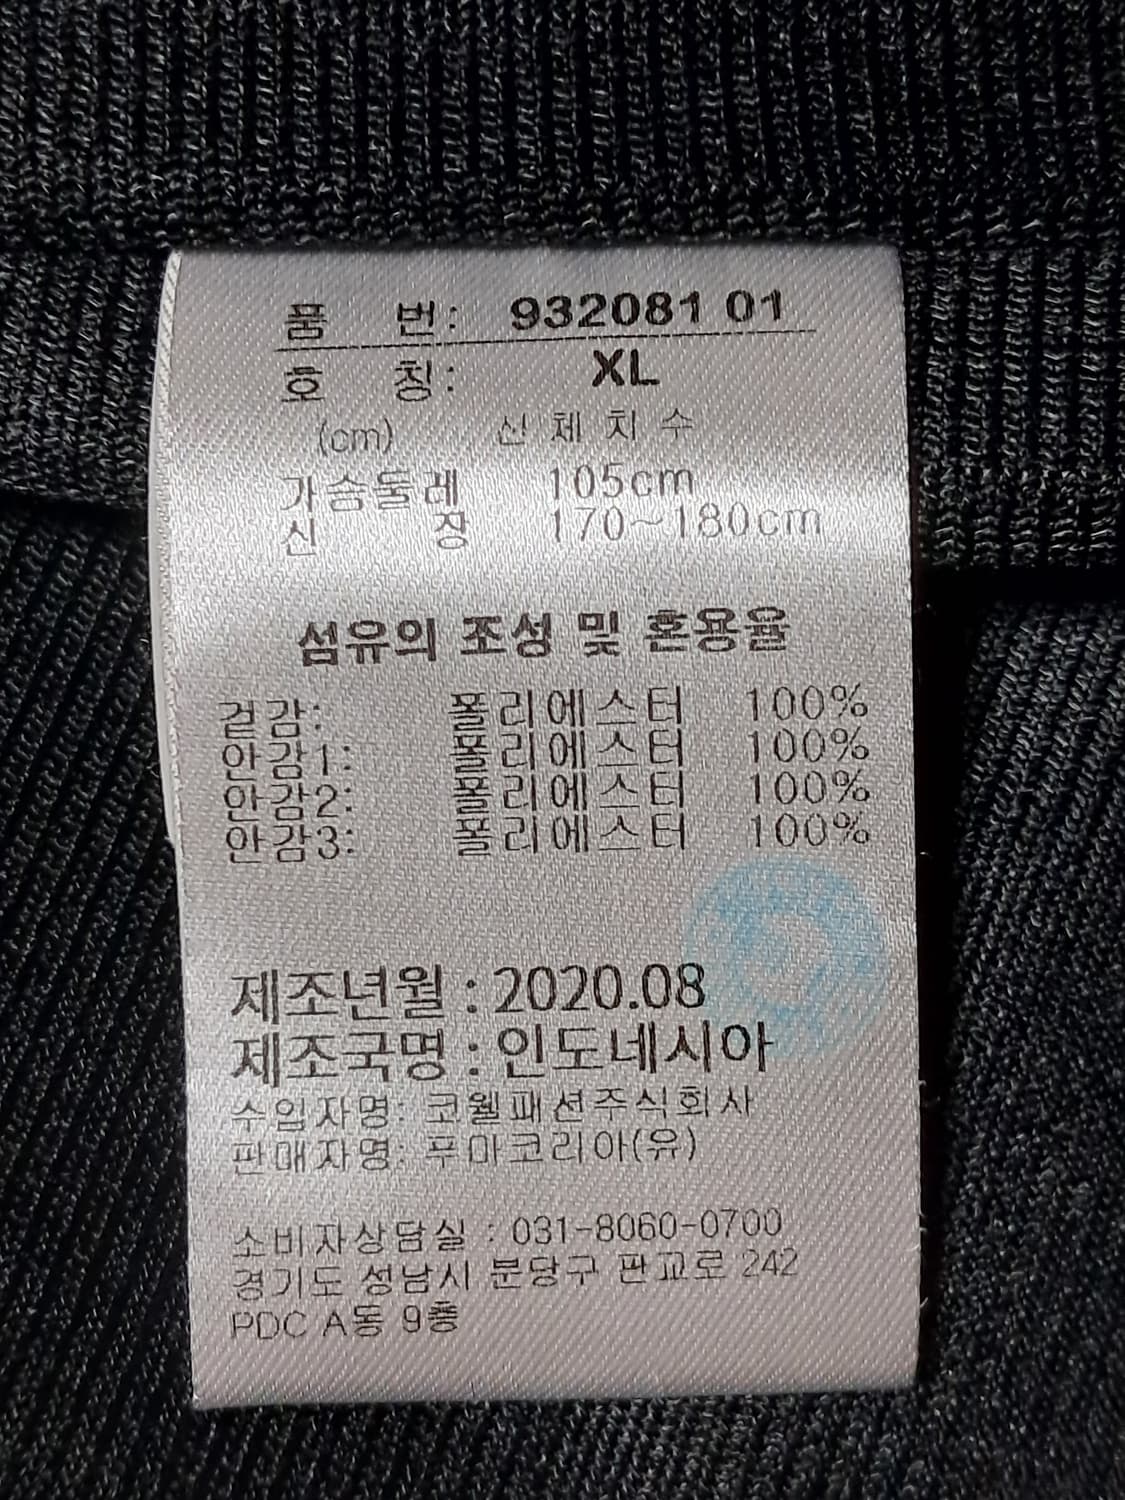 품 번: 932081 01
호 칭: XL
(cm) 신체치수
가슴둘레 105cm
신 장 170~180cm
섬유의 조성 및 혼용율
겉감: 폴리에스터 100%
안감1: 폴리에스터 100%
안감2: 폴리에스터 100%
안감3: 폴리에스터 100%
제조년월 : 2020.08
제조국명 : 인도네시아
수입자명: 코웰패션주식회사
판매자명: 푸마코리아(유)
소비자상담실 : 031-8060-0700
경기도 성남시 분당구 판교로 242
PDC A동 9층